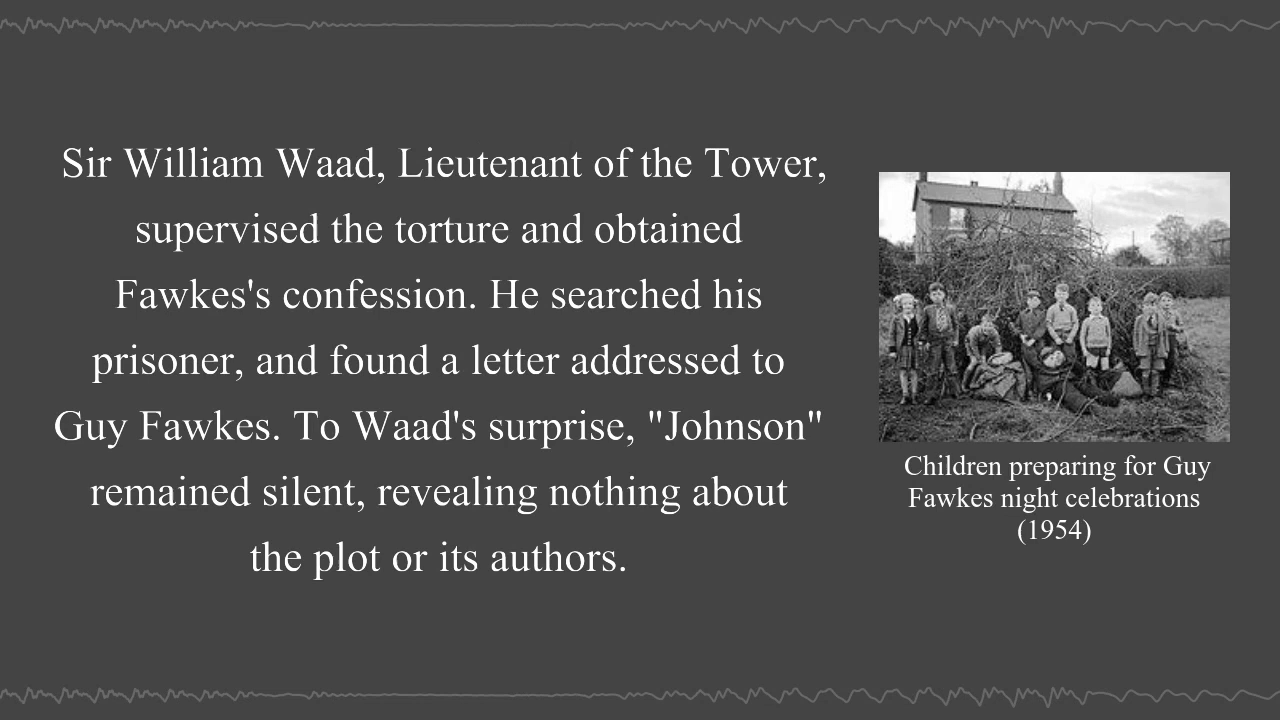 Sir William Waad, Lieutenant of the Tower,
supervised the torture and obtained
Fawkes's confession. He searched his
prisoner, and found a letter addressed to
Guy Fawkes. To Waad's surprise, "Johnson"
remained silent, revealing nothing about
the plot or its authors.
Children preparing for Guy
Fawkes night celebrations
(1954)